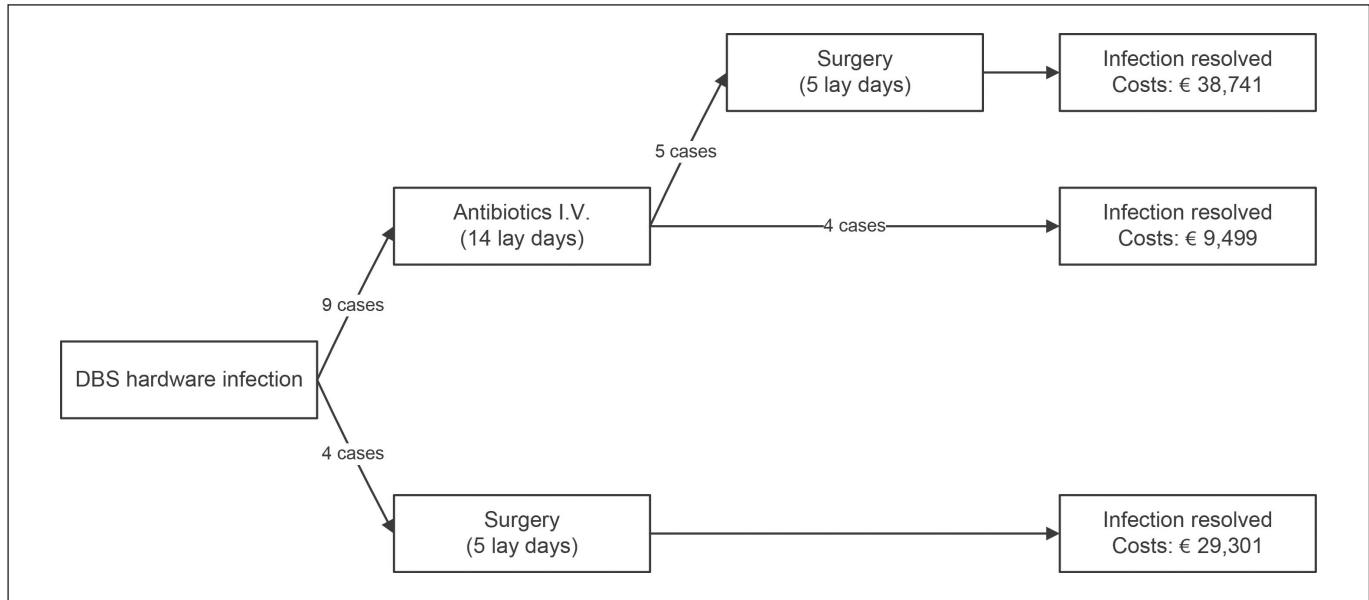 Surgery
(5 lay days)
Infection resolved
Costs: € 38,741
5 cases
Antibiotics I.V.
(14 lay days)
4 cases
Infection resolved
Costs: € 9,499
9 cases
DBS hardware infection
4 cases
Surgery
(5 lay days)
Infection resolved
Costs: € 29,301